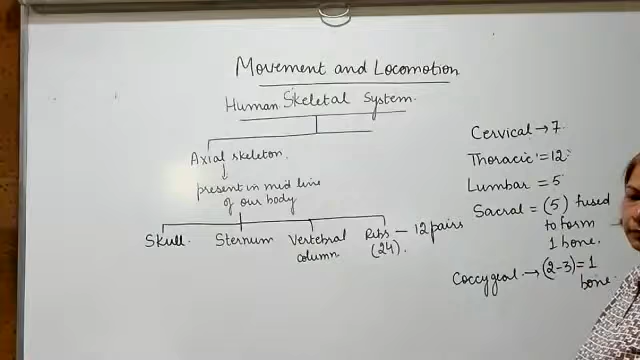 Movement and Locomotion
Human Skeletal System.
Axial skeleton.
↓
present in mid line
of our body
Skull.
Sternum
Vertebral
column
Ribs — 12 pairs
(24).
Cervical → 7.
Thoracic = 12
Lumbar = 5
Sacral = (5) fused
to form
1 bone.
Coccygeal → (2-3) = 1
bone.